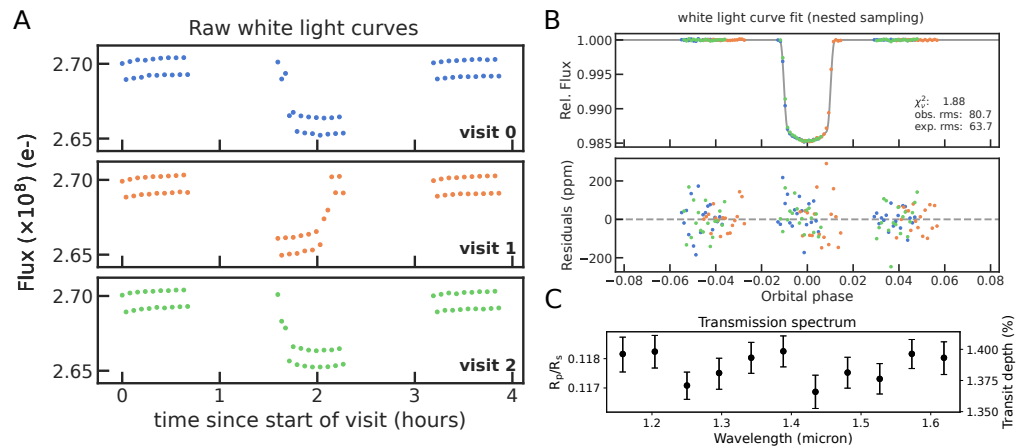 A
Raw white light curves
Flux (×10⁸) (e-)
2.70
2.65
visit 0
2.70
2.65
visit 1
2.70
2.65
visit 2
0 1 2 3 4
time since start of visit (hours)
B
white light curve fit (nested sampling)
Rel. Flux
1.000
0.995
0.990
0.985
χ²ᵥ: 1.88
obs. rms: 80.7
exp. rms: 63.7
Residuals (ppm)
200
0
−200
−0.08 −0.06 −0.04 −0.02 0.00 0.02 0.04 0.06 0.08
Orbital phase
C
Transmission spectrum
Rₚ/Rₛ
0.118
0.117
1.400
1.375
1.350
Transit depth (%)
1.2 1.3 1.4 1.5 1.6
Wavelength (micron)